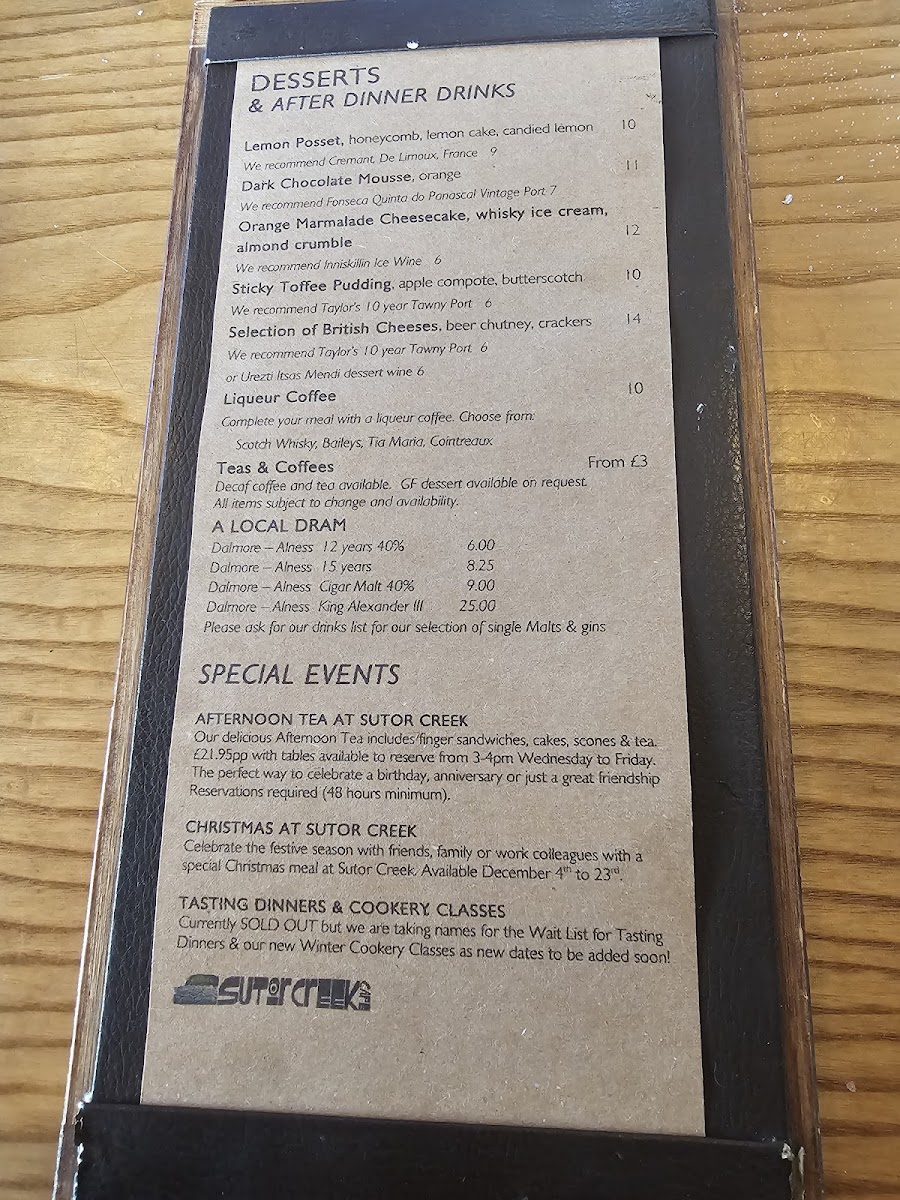 DESSERTS
& AFTER DINNER DRINKS
Lemon Posset, honeycomb, lemon cake, candied lemon 10
We recommend Cremant, De Limoux, France 9
Dark Chocolate Mousse, orange 11
We recommend Fonseca Quinta do Panascal Vintage Port 7
Orange Marmalade Cheesecake, whisky ice cream,
almond crumble 12
We recommend Inniskillin Ice Wine 6
Sticky Toffee Pudding, apple compote, butterscotch 10
We recommend Taylor's 10 year Tawny Port 6
Selection of British Cheeses, beer chutney, crackers 14
We recommend Taylor's 10 year Tawny Port 6
or Urezti Itsas Mendi dessert wine 6
Liqueur Coffee 10
Complete your meal with a liqueur coffee. Choose from:
Scotch Whisky, Baileys, Tia Maria, Cointreaux
Teas & Coffees From £3
Decaf coffee and tea available. GF dessert available on request.
All items subject to change and availability.
A LOCAL DRAM
Dalmore – Alness 12 years 40% 6.00
Dalmore – Alness 15 years 8.25
Dalmore – Alness Cigar Malt 40% 9.00
Dalmore – Alness King Alexander III 25.00
Please ask for our drinks list for our selection of single Malts & gins
SPECIAL EVENTS
AFTERNOON TEA AT SUTOR CREEK
Our delicious Afternoon Tea includes finger sandwiches, cakes, scones & tea.
£21.95pp with tables available to reserve from 3-4pm Wednesday to Friday.
The perfect way to celebrate a birthday, anniversary or just a great friendship
Reservations required (48 hours minimum).
CHRISTMAS AT SUTOR CREEK
Celebrate the festive season with friends, family or work colleagues with a
special Christmas meal at Sutor Creek. Available December 4th to 23rd.
TASTING DINNERS & COOKERY CLASSES
Currently SOLD OUT but we are taking names for the Wait List for Tasting
Dinners & our new Winter Cookery Classes as new dates to be added soon!
SUTOR CREEK CAFE